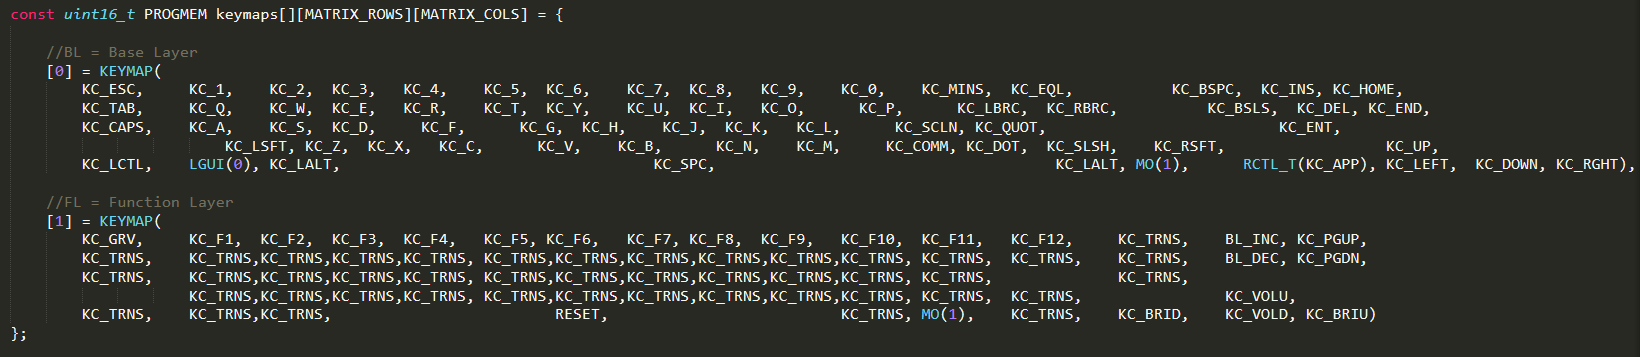 const uint16_t PROGMEM keymaps[][MATRIX_ROWS][MATRIX_COLS] = {
//BL = Base Layer
[0] = KEYMAP(
KC_ESC, KC_1, KC_2, KC_3, KC_4, KC_5, KC_6, KC_7, KC_8, KC_9, KC_0, KC_MINS, KC_EQL, KC_BSPC, KC_INS, KC_HOME,
KC_TAB, KC_Q, KC_W, KC_E, KC_R, KC_T, KC_Y, KC_U, KC_I, KC_O, KC_P, KC_LBRC, KC_RBRC, KC_BSLS, KC_DEL, KC_END,
KC_CAPS, KC_A, KC_S, KC_D, KC_F, KC_G, KC_H, KC_J, KC_K, KC_L, KC_SCLN, KC_QUOT, KC_ENT,
KC_LSFT, KC_Z, KC_X, KC_C, KC_V, KC_B, KC_N, KC_M, KC_COMM, KC_DOT, KC_SLSH, KC_RSFT, KC_UP,
KC_LCTL, LGUI(0), KC_LALT, KC_SPC, KC_LALT, MO(1), RCTL_T(KC_APP), KC_LEFT, KC_DOWN, KC_RGHT),
//FL = Function Layer
[1] = KEYMAP(
KC_GRV, KC_F1, KC_F2, KC_F3, KC_F4, KC_F5, KC_F6, KC_F7, KC_F8, KC_F9, KC_F10, KC_F11, KC_F12, KC_TRNS, BL_INC, KC_PGUP,
KC_TRNS, KC_TRNS,KC_TRNS,KC_TRNS,KC_TRNS, KC_TRNS,KC_TRNS,KC_TRNS,KC_TRNS,KC_TRNS,KC_TRNS, KC_TRNS, KC_TRNS, KC_TRNS, BL_DEC, KC_PGDN,
KC_TRNS, KC_TRNS,KC_TRNS,KC_TRNS,KC_TRNS, KC_TRNS,KC_TRNS,KC_TRNS,KC_TRNS,KC_TRNS,KC_TRNS, KC_TRNS, KC_TRNS,
KC_TRNS,KC_TRNS,KC_TRNS,KC_TRNS, KC_TRNS,KC_TRNS,KC_TRNS,KC_TRNS,KC_TRNS,KC_TRNS, KC_TRNS, KC_TRNS, KC_VOLU,
KC_TRNS, KC_TRNS,KC_TRNS, RESET, KC_TRNS, MO(1), KC_TRNS, KC_BRID, KC_VOLD, KC_BRIU)
};